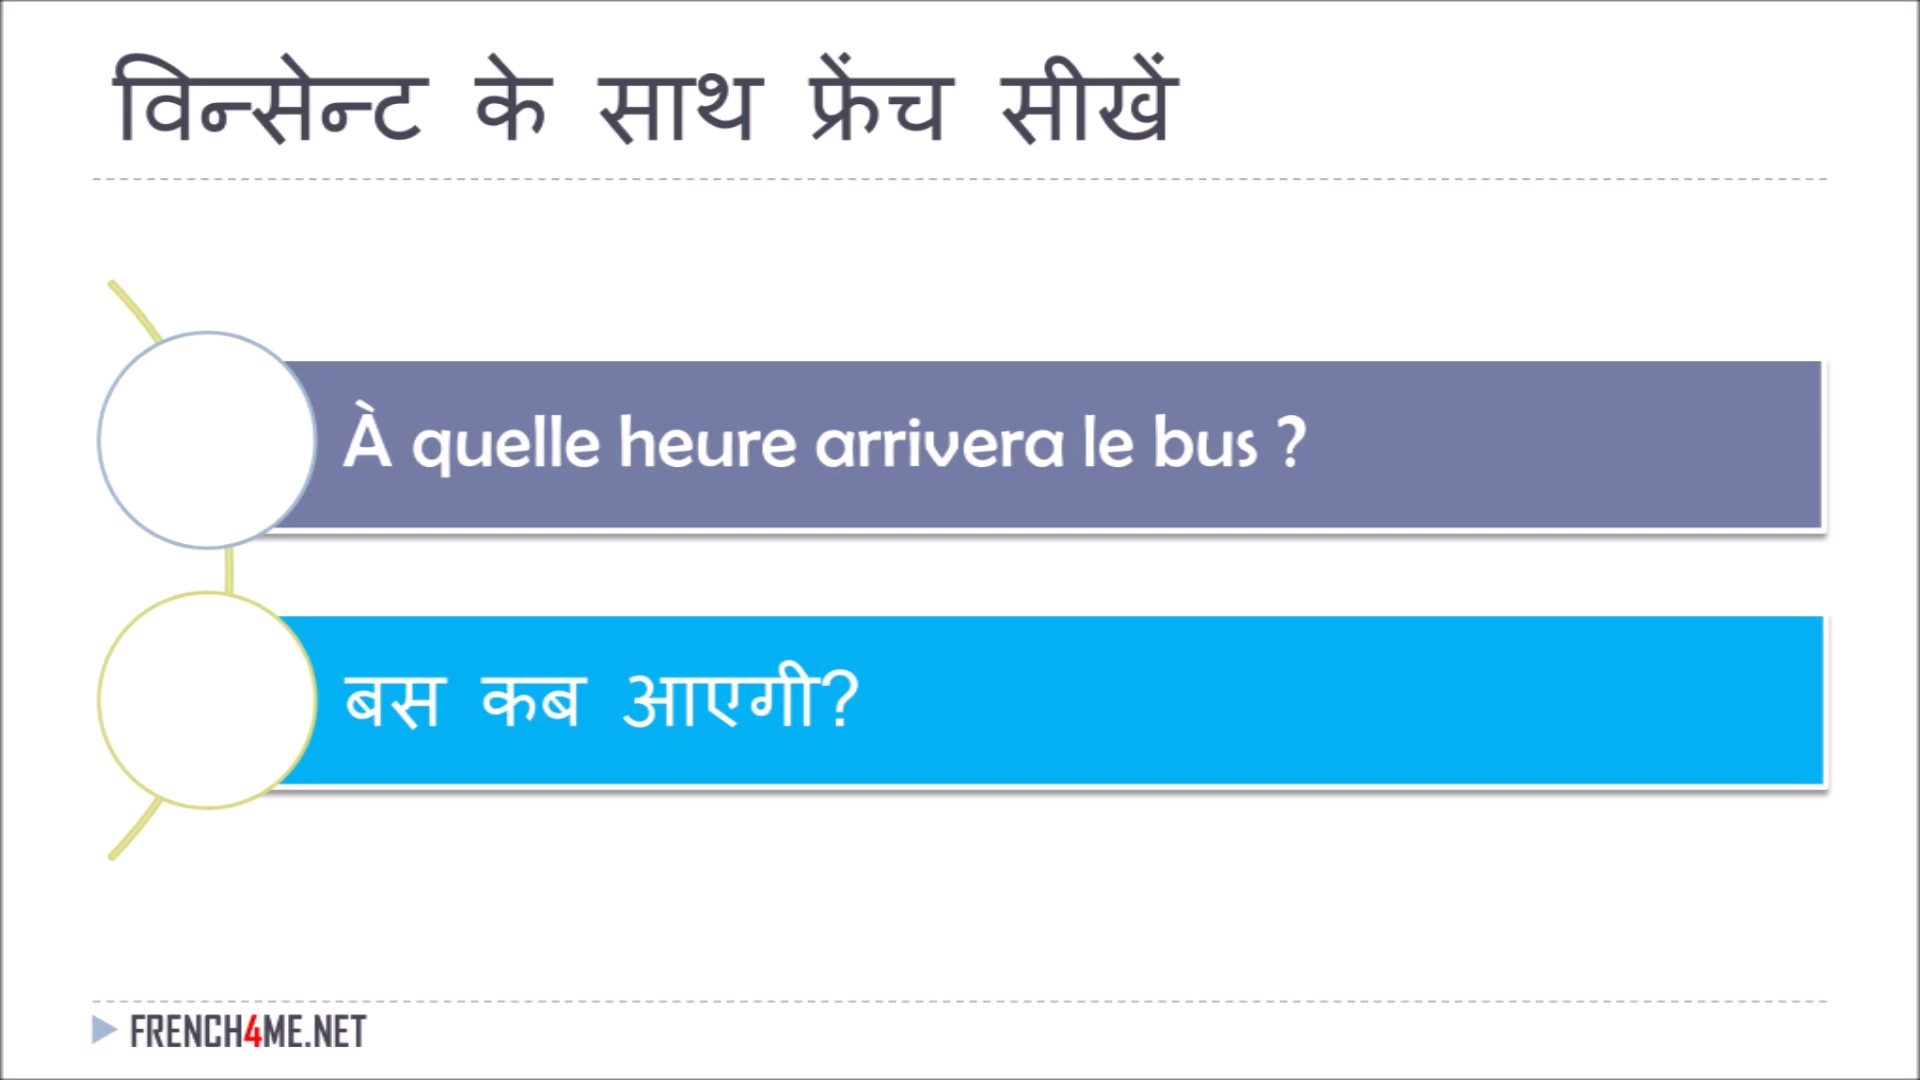 विन्सेन्ट के साथ फ्रेंच सीखें
À quelle heure arrivera le bus ?
बस कब आएगी?
FRENCH4ME.NET